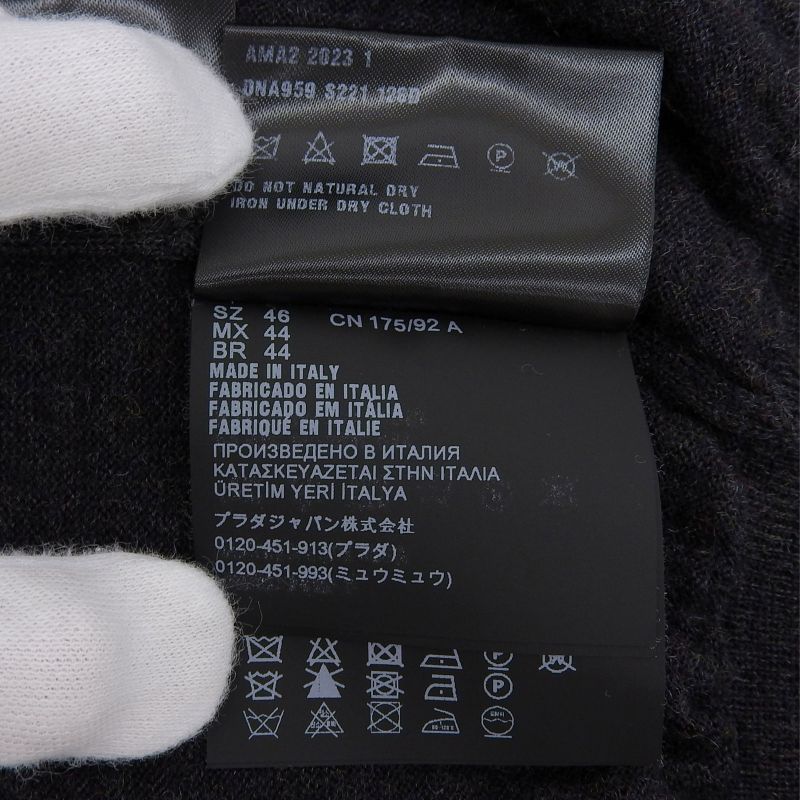 AMA2 2023 1
UNA959 S221 128D
DO NOT NATURAL DRY
IRON UNDER DRY CLOTH
SZ 46
MX 44
BR 44
CN 175/92 A
MADE IN ITALY
FABRICADO EN ITALIA
FABRICADO EM ITÁLIA
FABRIQUÉ EN ITALIE
ПРОИЗВЕДЕНО В ИТАЛИЯ
ΚΑΤΑΣΚΕΥΑΖΕΤΑΙ ΣΤΗΝ ΙΤΑΛΙΑ
ÜRETİM YERİ İTALYA
プラダジャパン株式会社
0120-451-913(プラダ)
0120-451-993(ミュウミュウ)